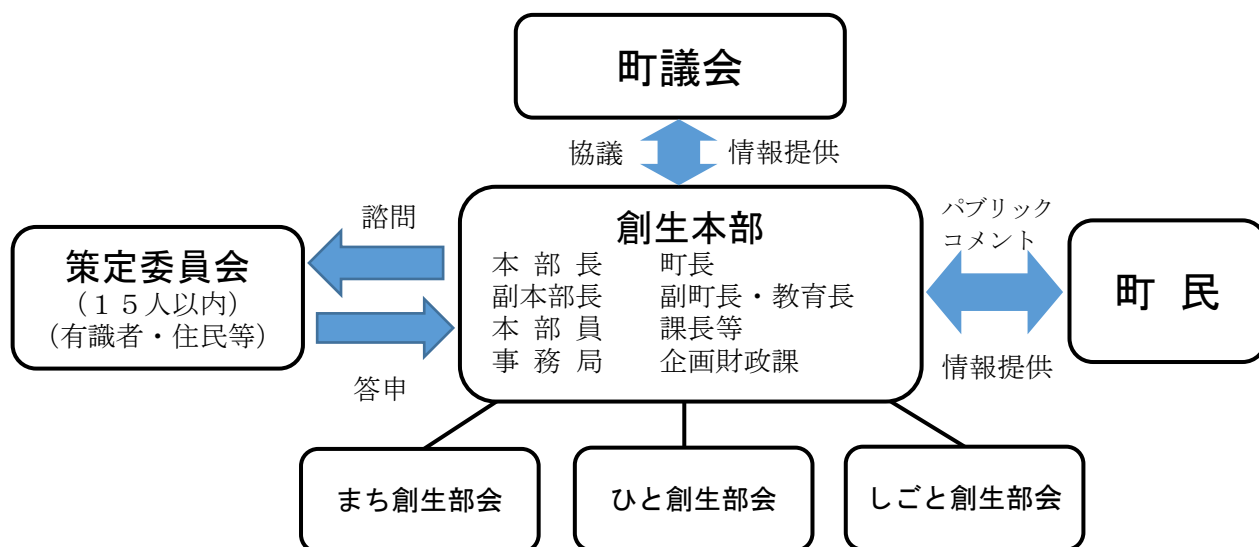 町議会
協議　情報提供
諮問
策定委員会
（１５人以内）
（有識者・住民等）
答申
創生本部
本 部 長　町長
副本部長　副町長・教育長
本 部 員　課長等
事 務 局　企画財政課
パブリック
コメント
町 民
情報提供
まち創生部会
ひと創生部会
しごと創生部会